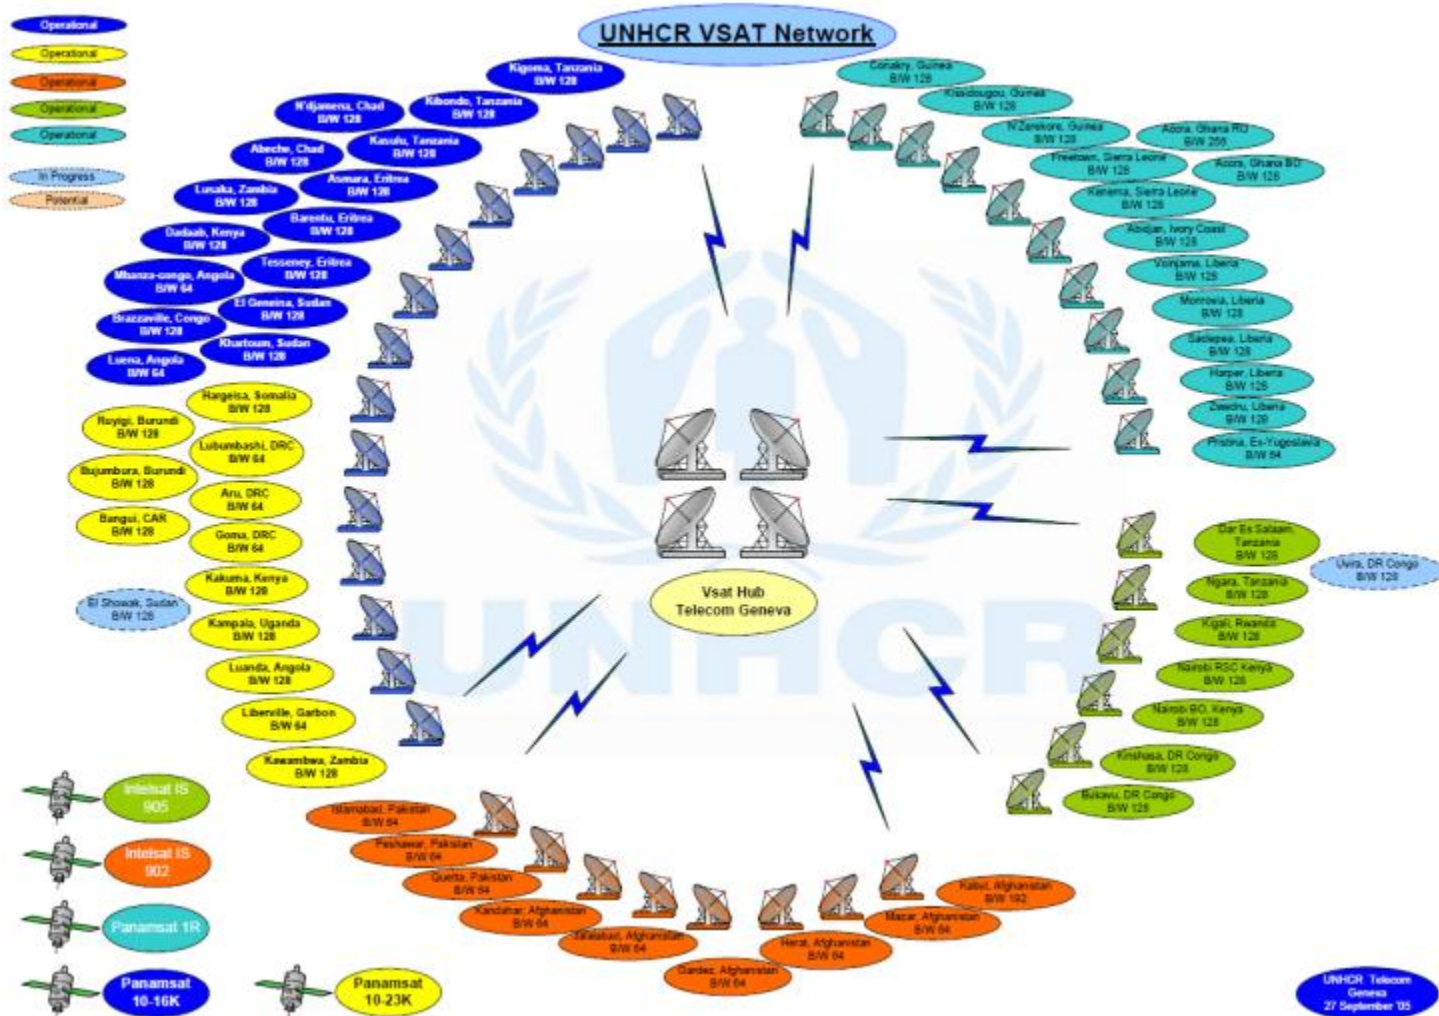 UNHCR VSAT Network
Operational
Operational
Operational
Operational
Operational
In Progress
Potential
Kigoma, Tanzania
B/W 128
N'djamena, Chad
B/W 128
Kibondo, Tanzania
B/W 128
Abeche, Chad
B/W 128
Kasulu, Tanzania
B/W 128
Lusaka, Zambia
B/W 128
Asmara, Eritrea
B/W 128
Dadaab, Kenya
B/W 128
Barentu, Eritrea
B/W 128
Mbanza-congo, Angola
B/W 64
Tesseney, Eritrea
B/W 128
Brazzaville, Congo
B/W 128
El Geneina, Sudan
B/W 128
Luena, Angola
B/W 64
Khartoum, Sudan
B/W 128
Conakry, Guinea
B/W 128
Kissidougou, Guinea
B/W 128
N'Zerekore, Guinea
B/W 128
Accra, Ghana RO
B/W 256
Freetown, Sierra Leone
B/W 128
Accra, Ghana BO
B/W 128
Kenema, Sierra Leone
B/W 128
Abidjan, Ivory Coast
B/W 128
Voinjama, Liberia
B/W 128
Monrovia, Liberia
B/W 128
Saclepea, Liberia
B/W 128
Harper, Liberia
B/W 128
Zwedru, Liberia
B/W 128
Pristina, Ex-Yugoslavia
B/W 64
Hargeisa, Somalia
B/W 128
Ruyigi, Burundi
B/W 128
Lubumbashi, DRC
B/W 64
Bujumbura, Burundi
B/W 128
Aru, DRC
B/W 64
Bangui, CAR
B/W 128
Goma, DRC
B/W 64
Kakuma, Kenya
B/W 128
El Showak, Sudan
B/W 128
Kampala, Uganda
B/W 128
Luanda, Angola
B/W 128
Liberville, Garbon
B/W 64
Kawambwa, Zambia
B/W 128
Vsat Hub
Telecom Geneva
UNHCR
Dar Es Salaam,
Tanzania
B/W 128
Uvira, DR Congo
B/W 128
Ngara, Tanzania
B/W 128
Kigali, Rwanda
B/W 128
Nairobi RSC Kenya
B/W 128
Nairobi BO, Kenya
B/W 128
Kinshasa, DR Congo
B/W 128
Bukavu, DR Congo
B/W 128
Islamabad, Pakistan
B/W 64
Peshawar, Pakistan
B/W 64
Quetta, Pakistan
B/W 64
Kandahar, Afghanistan
B/W 64
Jalalabad, Afghanistan
B/W 64
Gardez, Afghanistan
B/W 64
Herat, Afghanistan
B/W 64
Mazar, Afghanistan
B/W 64
Kabul, Afghanistan
B/W 192
Intelsat IS
905
Intelsat IS
902
Panamsat 1R
Panamsat
10-16K
Panamsat
10-23K
UNHCR Telecom
Geneva
27 September '05